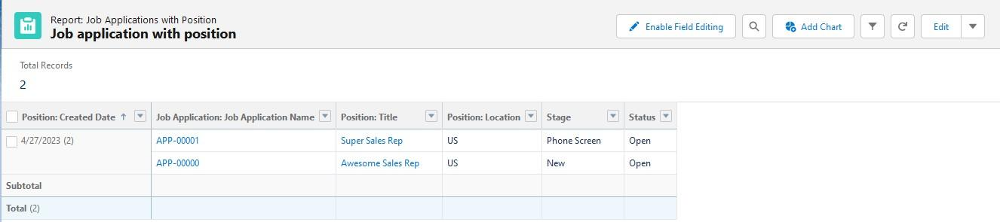 Report: Job Applications with Position
Job application with position
Enable Field Editing
Add Chart
Edit
Total Records
2
Position: Created Date ↑ Job Application: Job Application Name Position: Title Position: Location Stage Status
4/27/2023 (2) APP-00001 Super Sales Rep US Phone Screen Open
APP-00000 Awesome Sales Rep US New Open
Subtotal
Total (2)